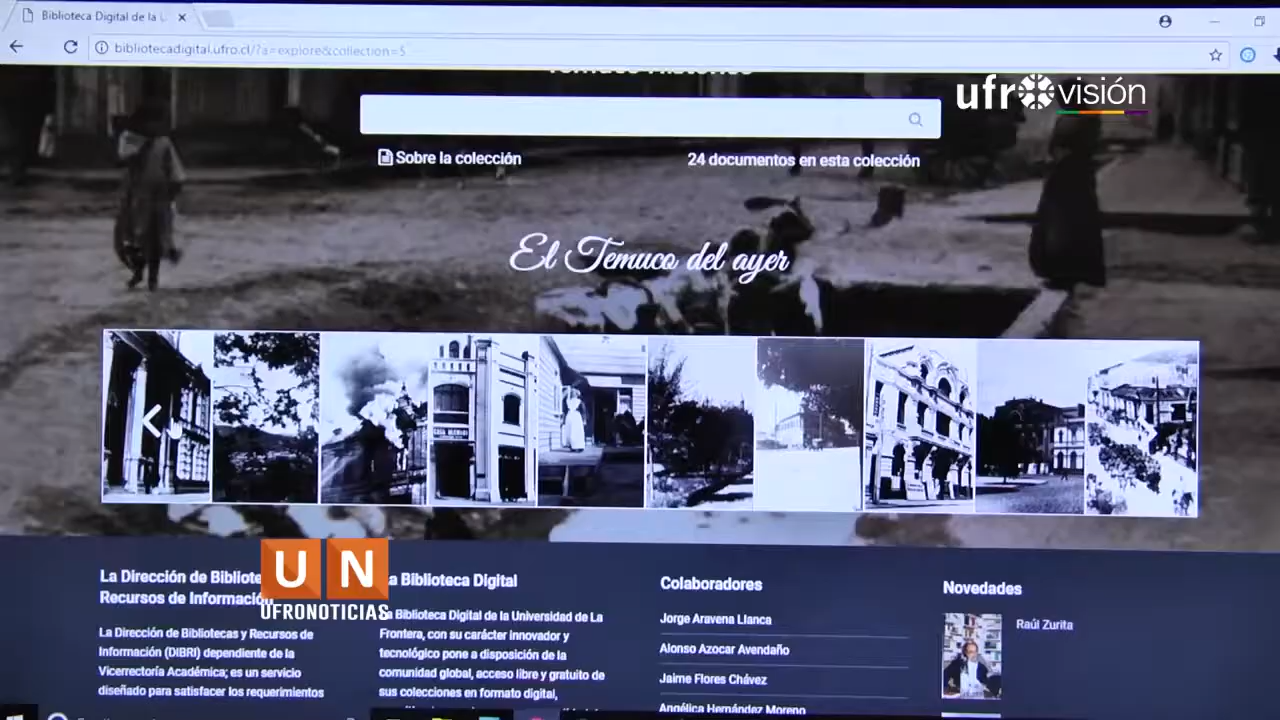 Biblioteca Digital de la
bibliotecadigital.ufro.cl/?a=explore&collection=5
Temuco Histórico
ufro visión
Sobre la colección
24 documentos en esta colección
El Temuco del ayer
La Dirección de Bibliote
Recursos de Información
La Dirección de Bibliotecas y Recursos de
Información (DIBRI) dependiente de la
Vicerrectoría Académica; es un servicio
diseñado para satisfacer los requerimientos
UN
UFRONOTICIAS
a Biblioteca Digital
a Biblioteca Digital de la Universidad de La
Frontera, con su carácter innovador y
tecnológico pone a disposición de la
comunidad global, acceso libre y gratuito de
sus colecciones en formato digital,
Colaboradores
Jorge Aravena Llanca
Alonso Azocar Avendaño
Jaime Flores Chávez
Angélica Hernández Moreno
Novedades
Raúl Zurita